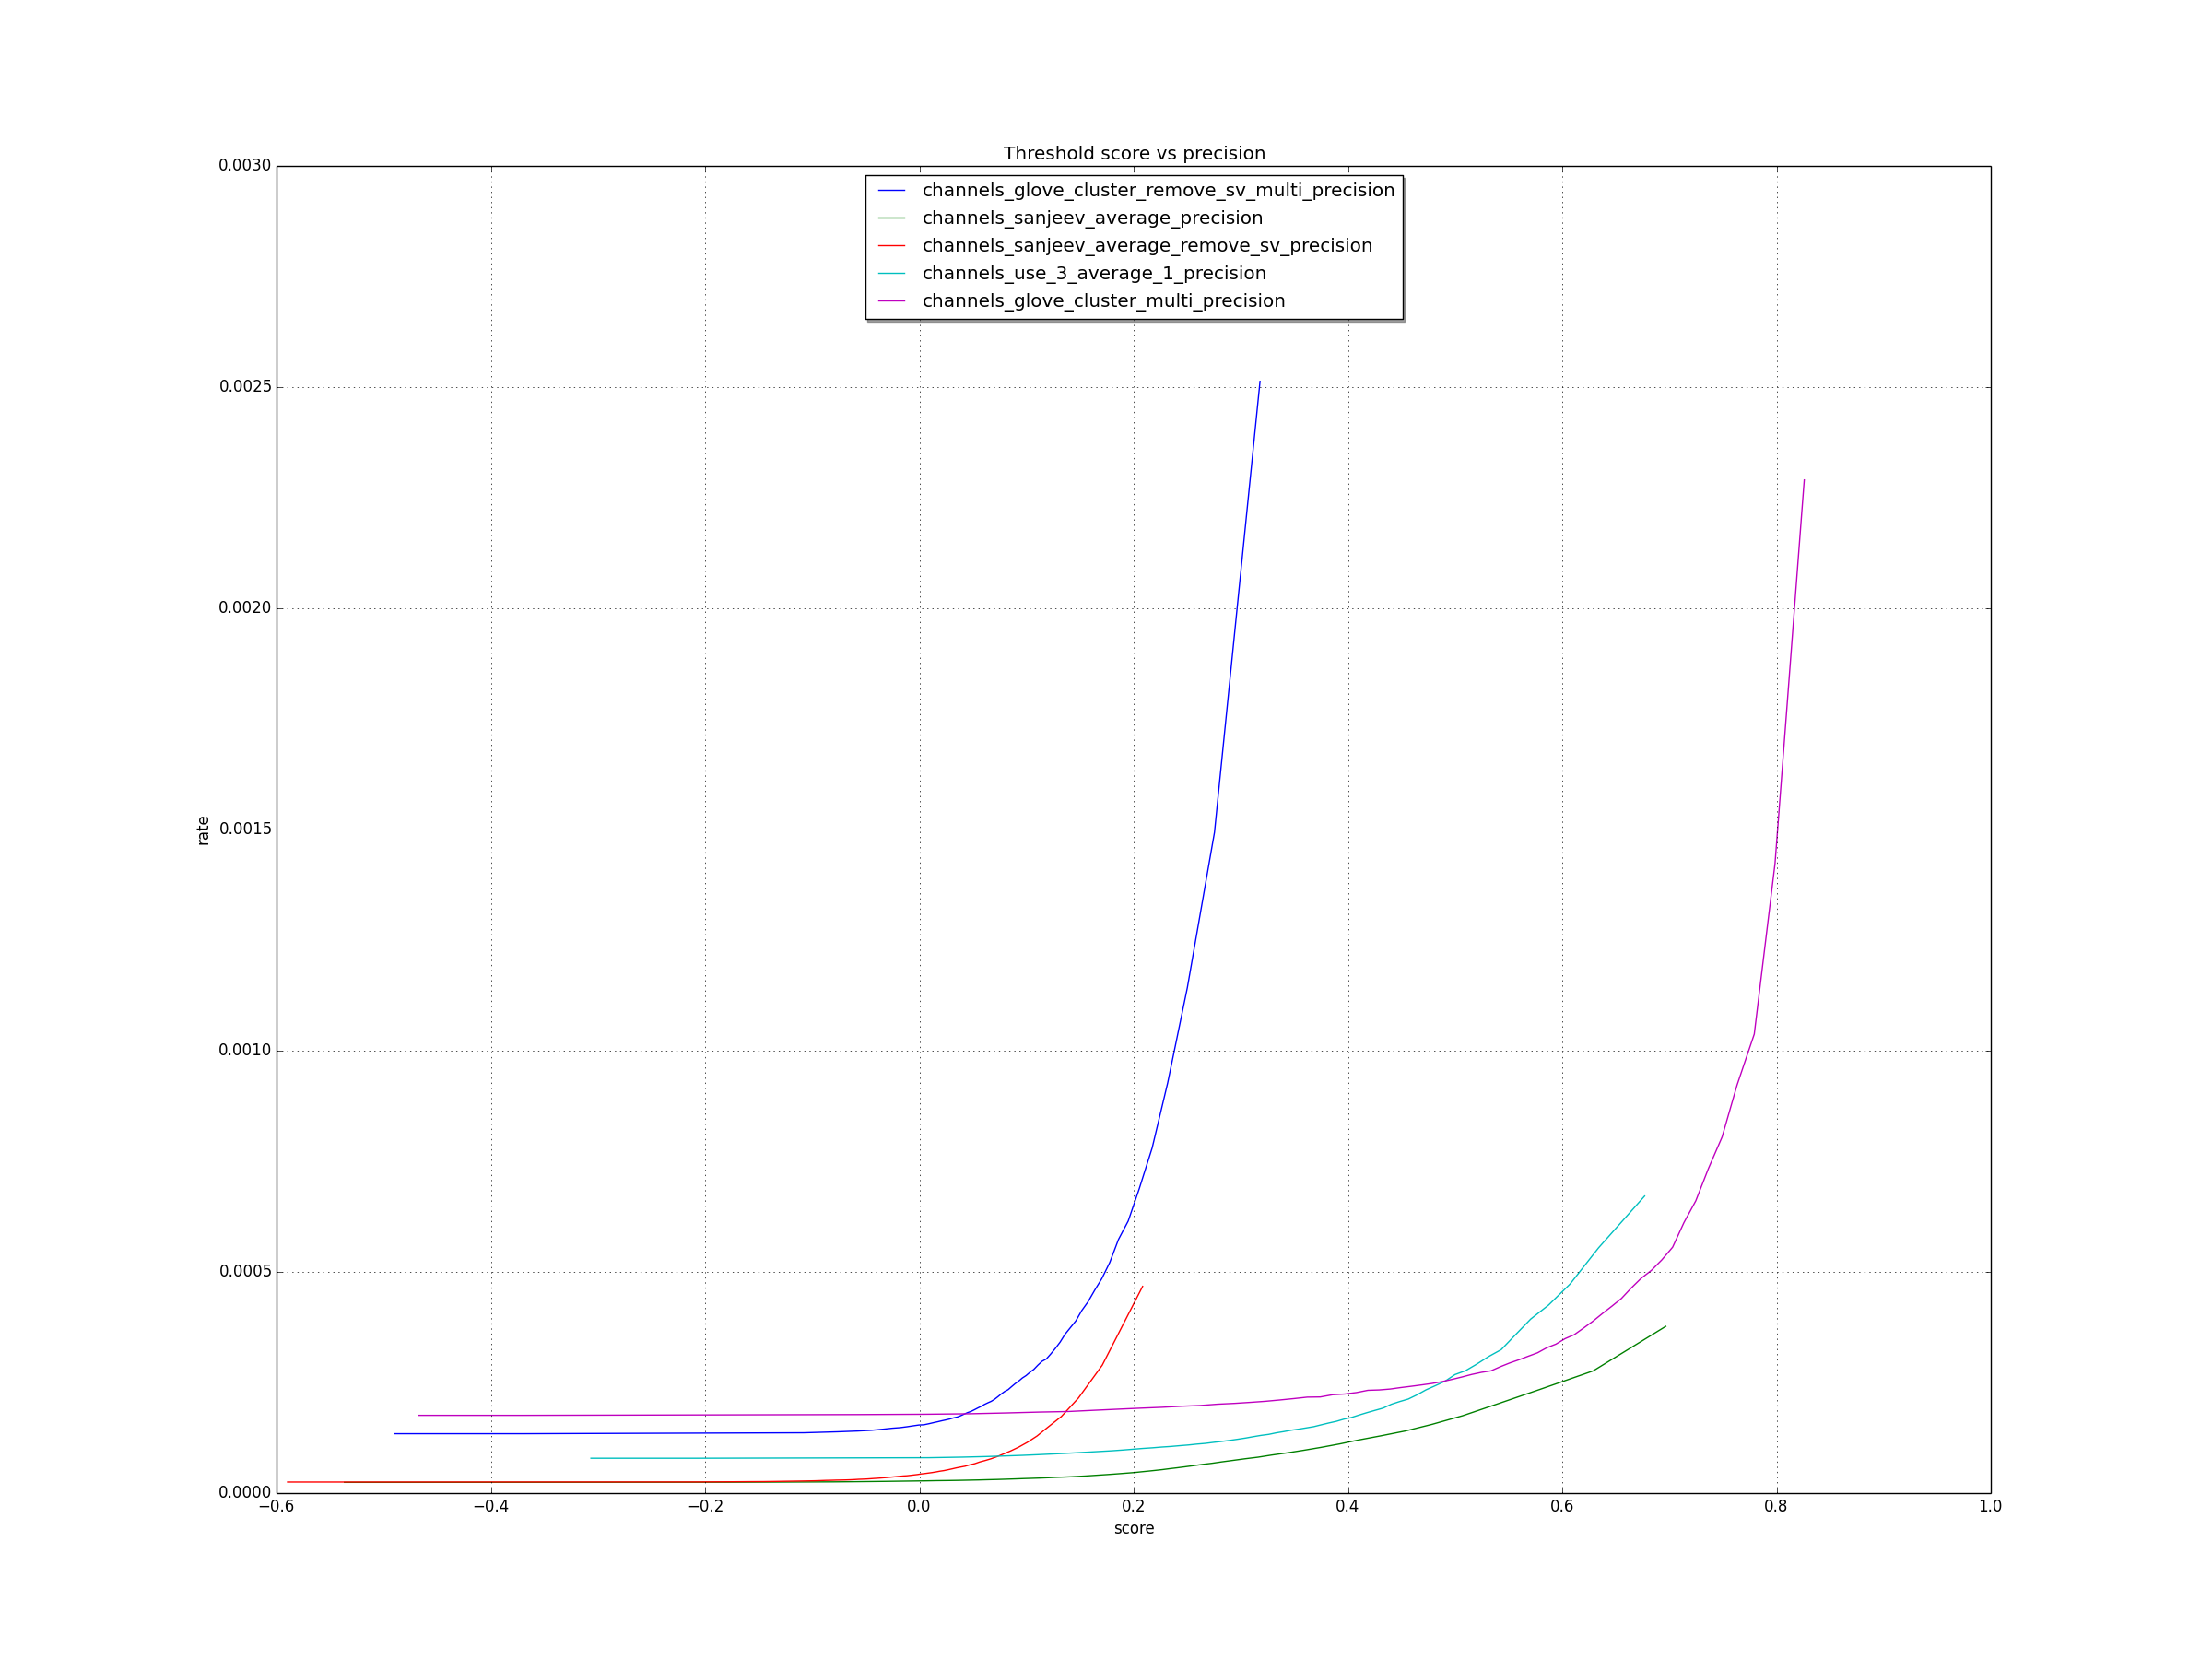 Threshold score vs precision
channels_glove_cluster_remove_sv_multi_precision
channels_sanjeev_average_precision
channels_sanjeev_average_remove_sv_precision
channels_use_3_average_1_precision
channels_glove_cluster_multi_precision
0.0030
0.0025
0.0020
0.0015
0.0010
0.0005
0.0000
rate
−0.6 −0.4 −0.2 0.0 0.2 0.4 0.6 0.8 1.0
score